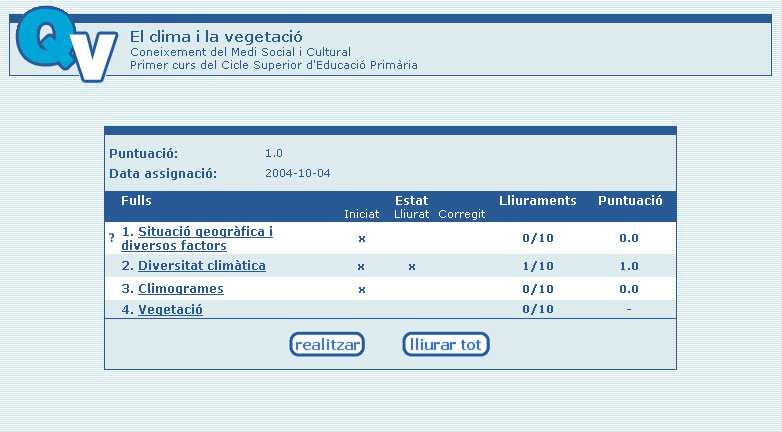 QV
El clima i la vegetació
Coneixement del Medi Social i Cultural
Primer curs del Cicle Superior d'Educació Primària
Puntuació: 1.0
Data assignació: 2004-10-04
Fulls Estat Lliuraments Puntuació
Iniciat Lliurat Corregit
? 1. Situació geogràfica i
diversos factors x 0/10 0.0
2. Diversitat climàtica x x 1/10 1.0
3. Climogrames x 0/10 0.0
4. Vegetació 0/10 -
realitzar lliurar tot